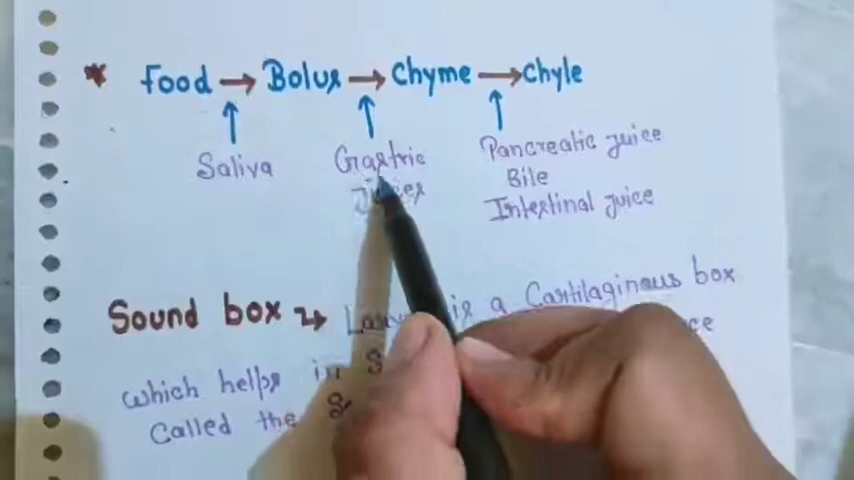 * Food → Bolus → Chyme → Chyle
Saliva
Gastric
Pancreatic juice
Bile
Intestinal juice
Sound box → is a Cartilaginous box
which helps in
Called the